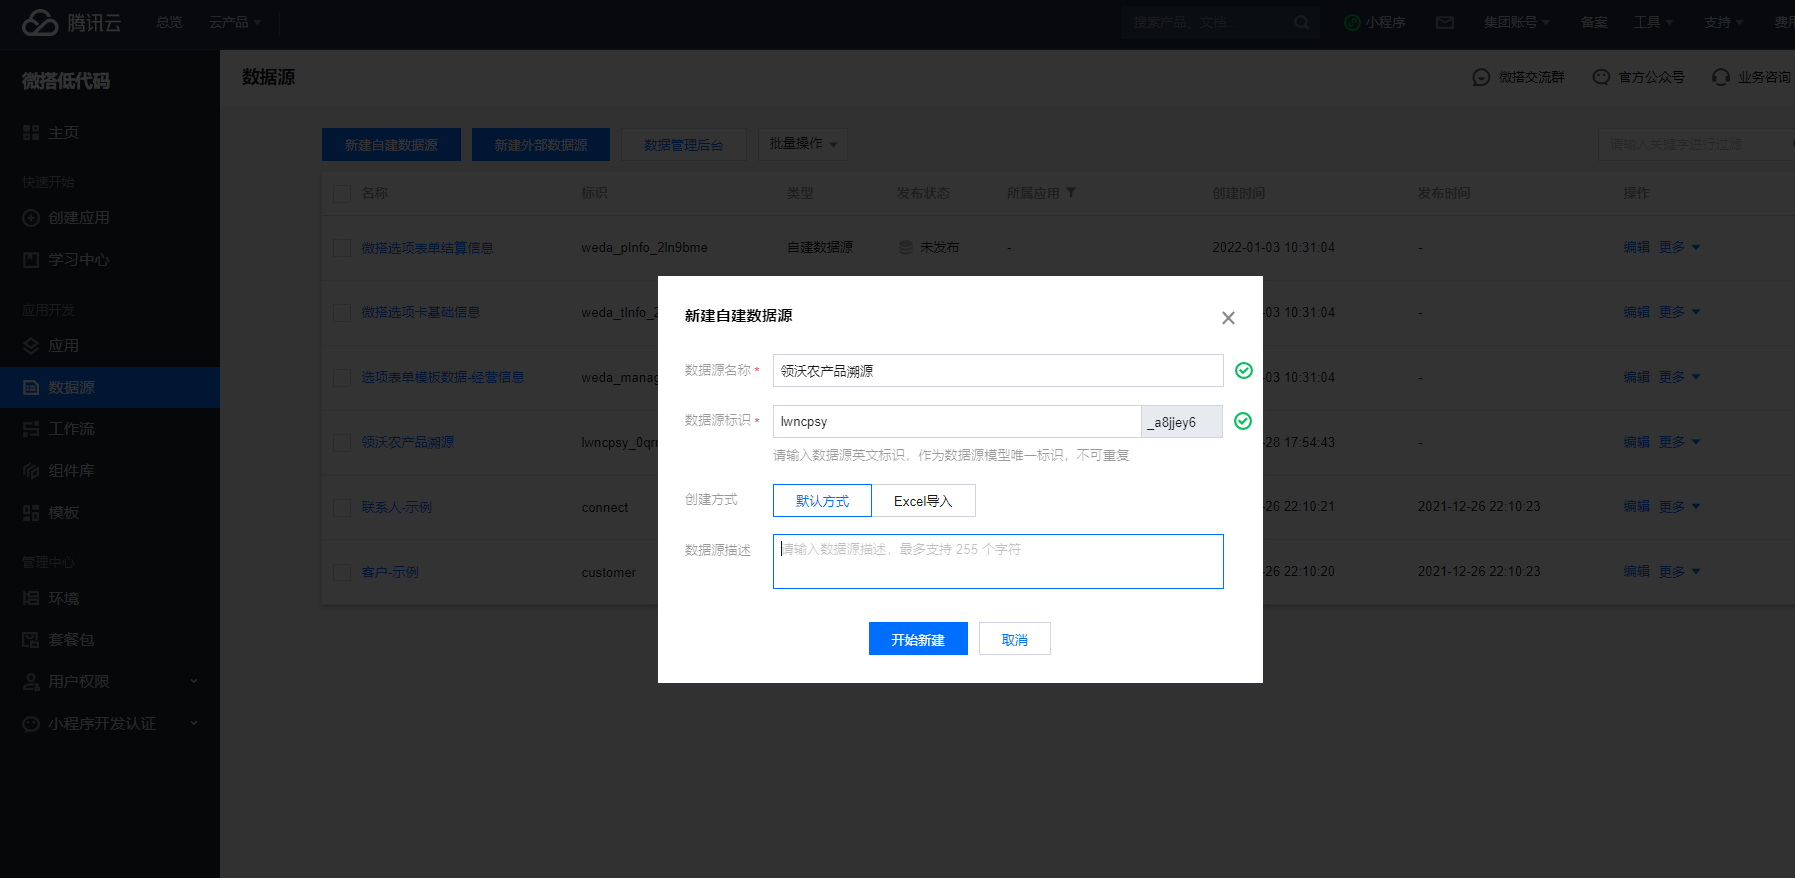 腾讯云 总览 云产品 搜索产品、文档... 小程序 集团账号 备案 工具 支持 费用
微搭低代码
主页
快速开始
创建应用
学习中心
应用开发
应用
数据源
工作流
组件库
模板
管理中心
环境
套餐包
用户权限
小程序开发认证
数据源 微搭交流群 官方公众号 业务咨询
新建自建数据源 新建外部数据源 数据管理后台 批量操作 请输入关键字进行过滤
名称 标识 类型 发布状态 所属应用 创建时间 发布时间 操作
微搭选项表单结算信息 weda_pInfo_2ln9bme 自建数据源 未发布 - 2022-01-03 10:31:04 - 编辑 更多
微搭选项卡基础信息 weda_tInfo_2 -03 10:31:04 - 编辑 更多
选项表单模板数据-经营信息 weda_manag -03 10:31:04 - 编辑 更多
领沃农产品溯源 lwncpsy_0qrr -28 17:54:43 - 编辑 更多
联系人-示例 connect -26 22:10:21 2021-12-26 22:10:23 编辑 更多
客户-示例 customer -26 22:10:20 2021-12-26 22:10:23 编辑 更多
新建自建数据源
数据源名称 * 领沃农产品溯源
数据源标识 * lwncpsy _a8jjey6
请输入数据源英文标识，作为数据源模型唯一标识，不可重复
创建方式 默认方式 Excel导入
数据源描述 请输入数据源描述，最多支持 255 个字符
开始新建 取消